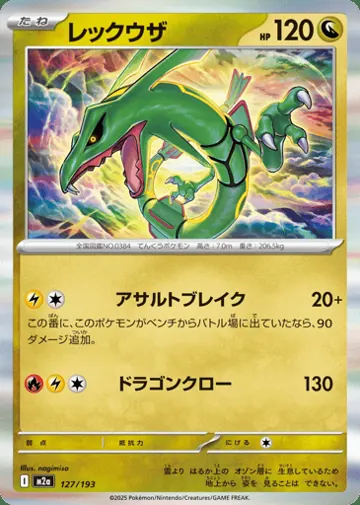 たね
レックウザ
HP 120
全国図鑑NO.0384 てんくうポケモン 高さ:7.0m 重さ:206.5kg
アサルトブレイク 20+
この番に、このポケモンがベンチからバトル場に出ていたなら、90
ダメージ追加。
ドラゴンクロー 130
弱点 抵抗力 にげる
Illus. nagimiso
I m2a 127/193
雲より はるか上の オゾン層に 生息している ため
地上から 姿を 見ることは できない。
©2025 Pokémon/Nintendo/Creatures/GAME FREAK.